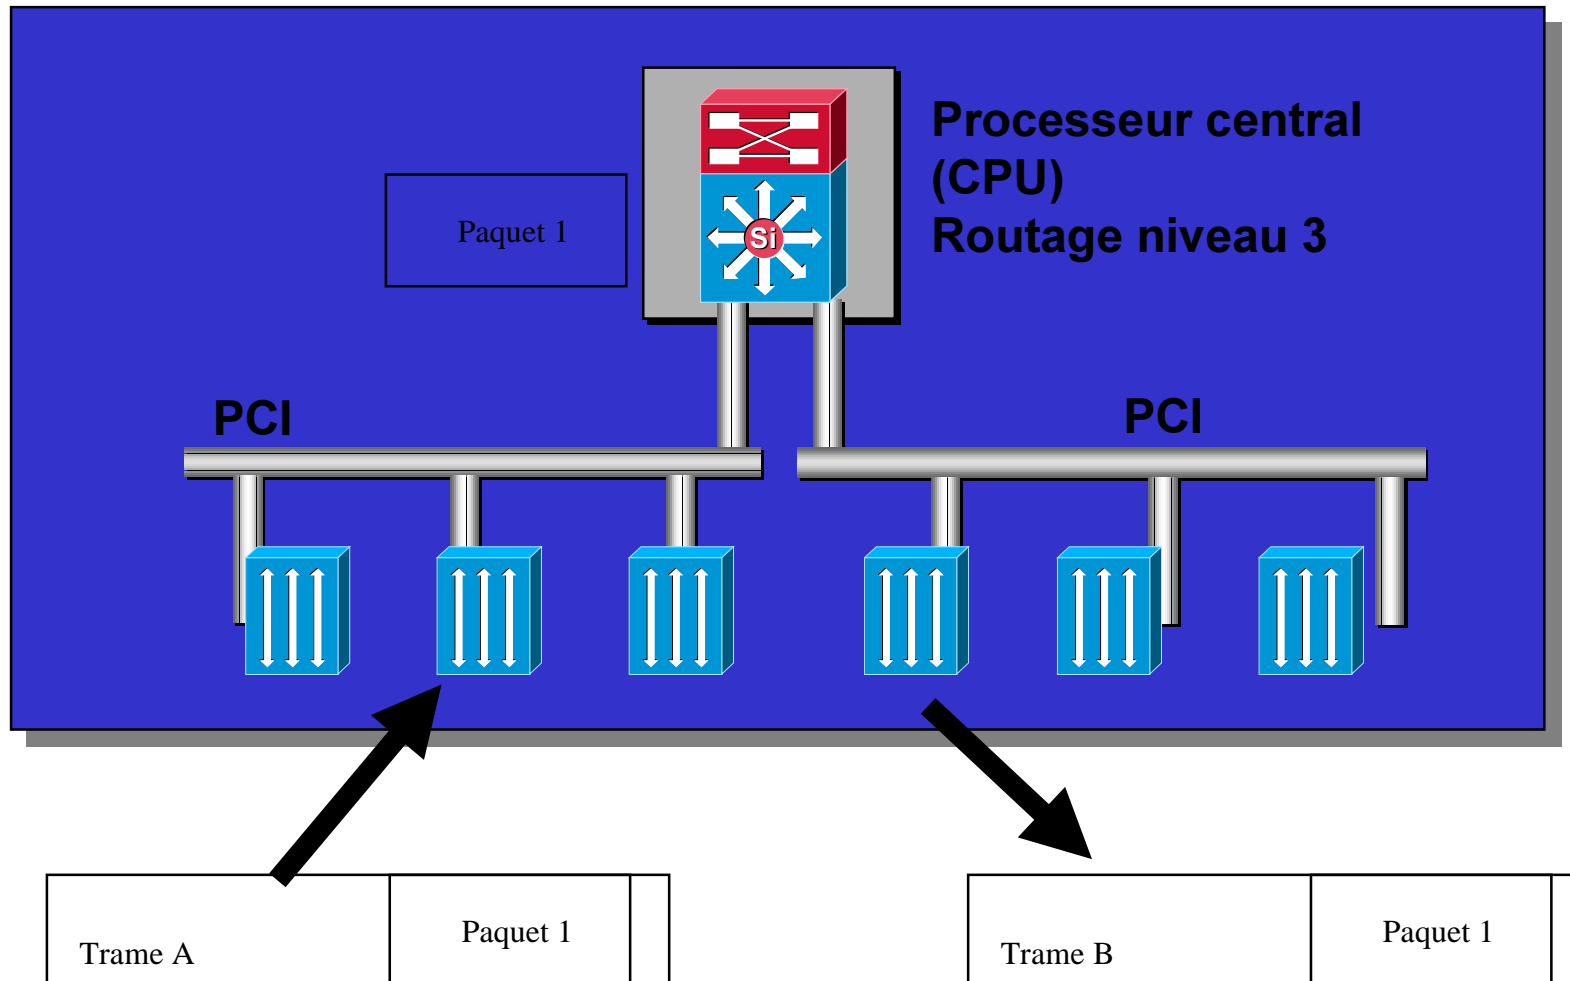 Processeur central
(CPU)
Routage niveau 3
Paquet 1
Si
PCI
PCI
Paquet 1
Trame A
Paquet 1
Trame B